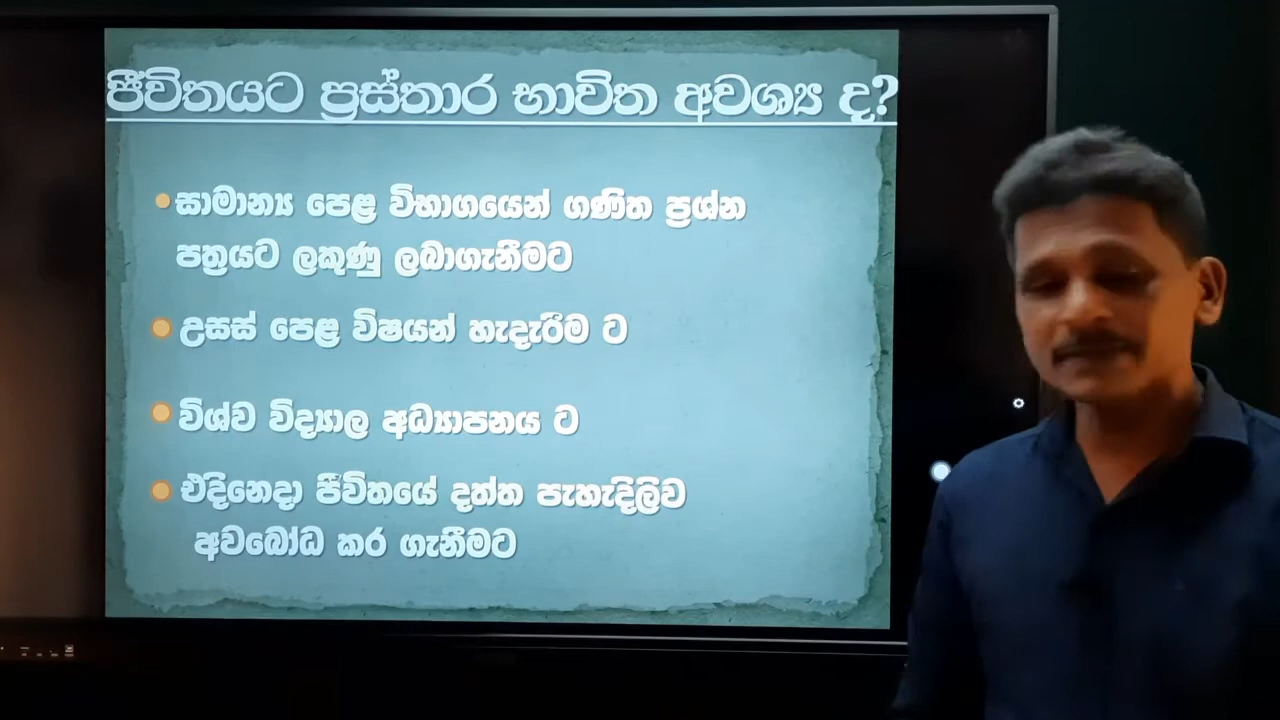 ජීවිතයට ප්‍රස්තාර භාවිත අවශ්‍ය ද?
සාමාන්‍ය පෙළ විභාගයෙන් ගණිත ප්‍රශ්න
පත්‍රයට ලකුණු ලබාගැනීමට
උසස් පෙළ විෂයන් හැදෑරීම ට
විශ්ව විද්‍යාල අධ්‍යාපනය ට
එදිනෙදා ජීවිතයේ දත්ත පැහැදිලිව
අවබෝධ කර ගැනීමට